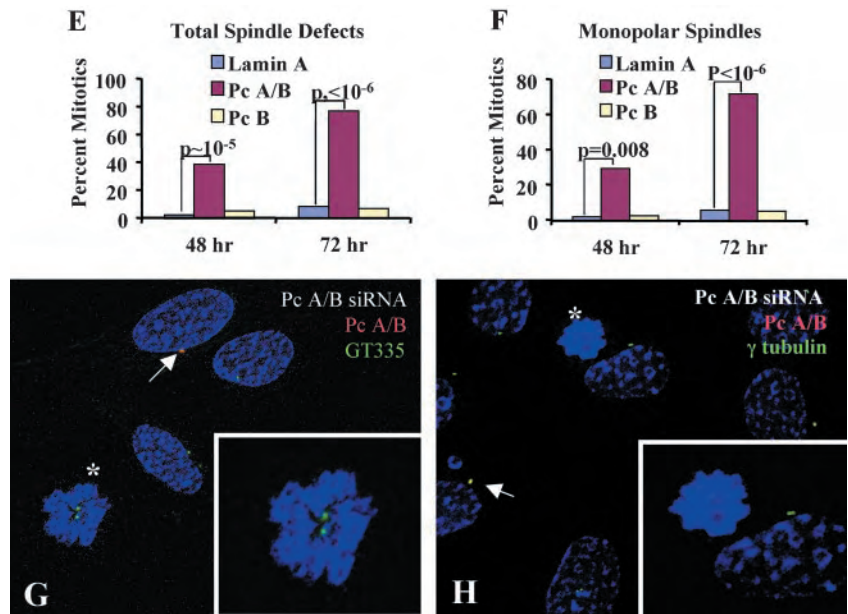 E
Total Spindle Defects
Lamin A
Pc A/B
Pc B
Percent Mitotics
100
80
60
40
20
0
p~10-5
p.<10-6
48 hr
72 hr
F
Monopolar Spindles
Lamin A
Pc A/B
Pc B
Percent Mitotics
80
60
40
20
0
p=0.008
P<10-6
48 hr
72 hr
Pc A/B siRNA
Pc A/B
GT335
*
G
Pc A/B siRNA
Pc A/B
γ tubulin
*
H